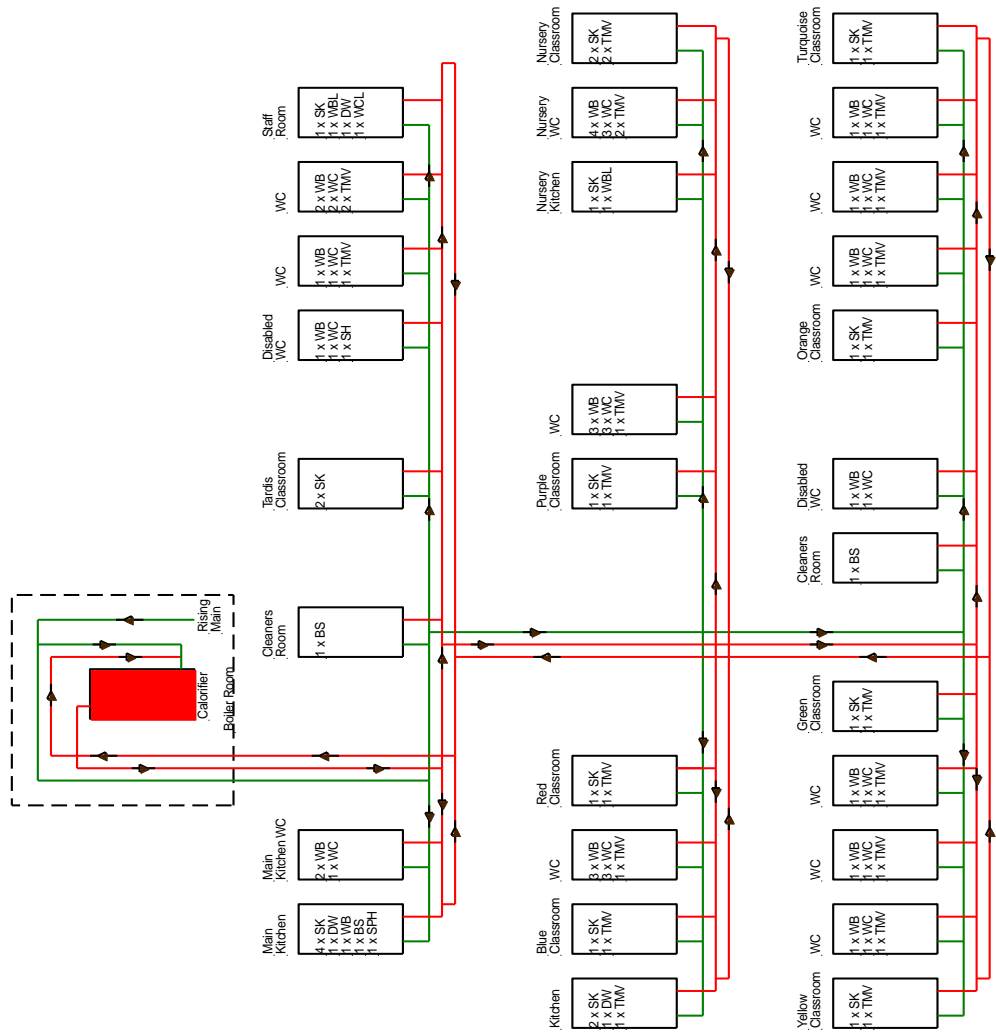 Calorifier
Boiler Room
Rising
Main
Main
Kitchen
4 x SK
1 x DW
1 x WB
1 x BS
1 x SPH
Main
Kitchen WC
2 x WB
1 x WC
Cleaners
Room
1 x BS
Tardis
Classroom
2 x SK
Disabled
WC
1 x WB
1 x WC
1 x SH
WC
1 x WB
1 x WC
1 x TMV
WC
2 x WB
2 x WC
2 x TMV
Staff
Room
1 x SK
1 x WBL
1 x DW
1 x WCL
Kitchen
2 x SK
1 x DW
1 x TMV
Blue
Classroom
1 x SK
1 x TMV
WC
3 x WB
3 x WC
1 x TMV
Red
Classroom
1 x SK
1 x TMV
Purple
Classroom
1 x SK
1 x TMV
WC
3 x WB
3 x WC
1 x TMV
Nursery
Kitchen
1 x SK
1 x WBL
Nursery
WC
4 x WB
3 x WC
2 x TMV
Nursery
Classroom
2 x SK
2 x TMV
Yellow
Classroom
1 x SK
1 x TMV
WC
1 x WB
1 x WC
1 x TMV
WC
1 x WB
1 x WC
1 x TMV
WC
1 x WB
1 x WC
1 x TMV
Green
Classroom
1 x SK
1 x TMV
Cleaners
Room
1 x BS
Disabled
WC
1 x WB
1 x WC
Orange
Classroom
1 x SK
1 x TMV
WC
1 x WB
1 x WC
1 x TMV
WC
1 x WB
1 x WC
1 x TMV
WC
1 x WB
1 x WC
1 x TMV
Turquoise
Classroom
1 x SK
1 x TMV